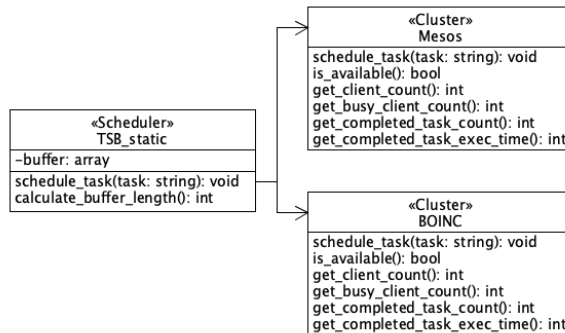 «Cluster»
Mesos
schedule_task(task: string): void
is_available(): bool
get_client_count(): int
get_busy_client_count(): int
get_completed_task_count(): int
get_completed_task_exec_time(): int
«Scheduler»
TSB_static
-buffer: array
schedule_task(task: string): void
calculate_buffer_length(): int
«Cluster»
BOINC
schedule_task(task: string): void
is_available(): bool
get_client_count(): int
get_busy_client_count(): int
get_completed_task_count(): int
get_completed_task_exec_time(): int